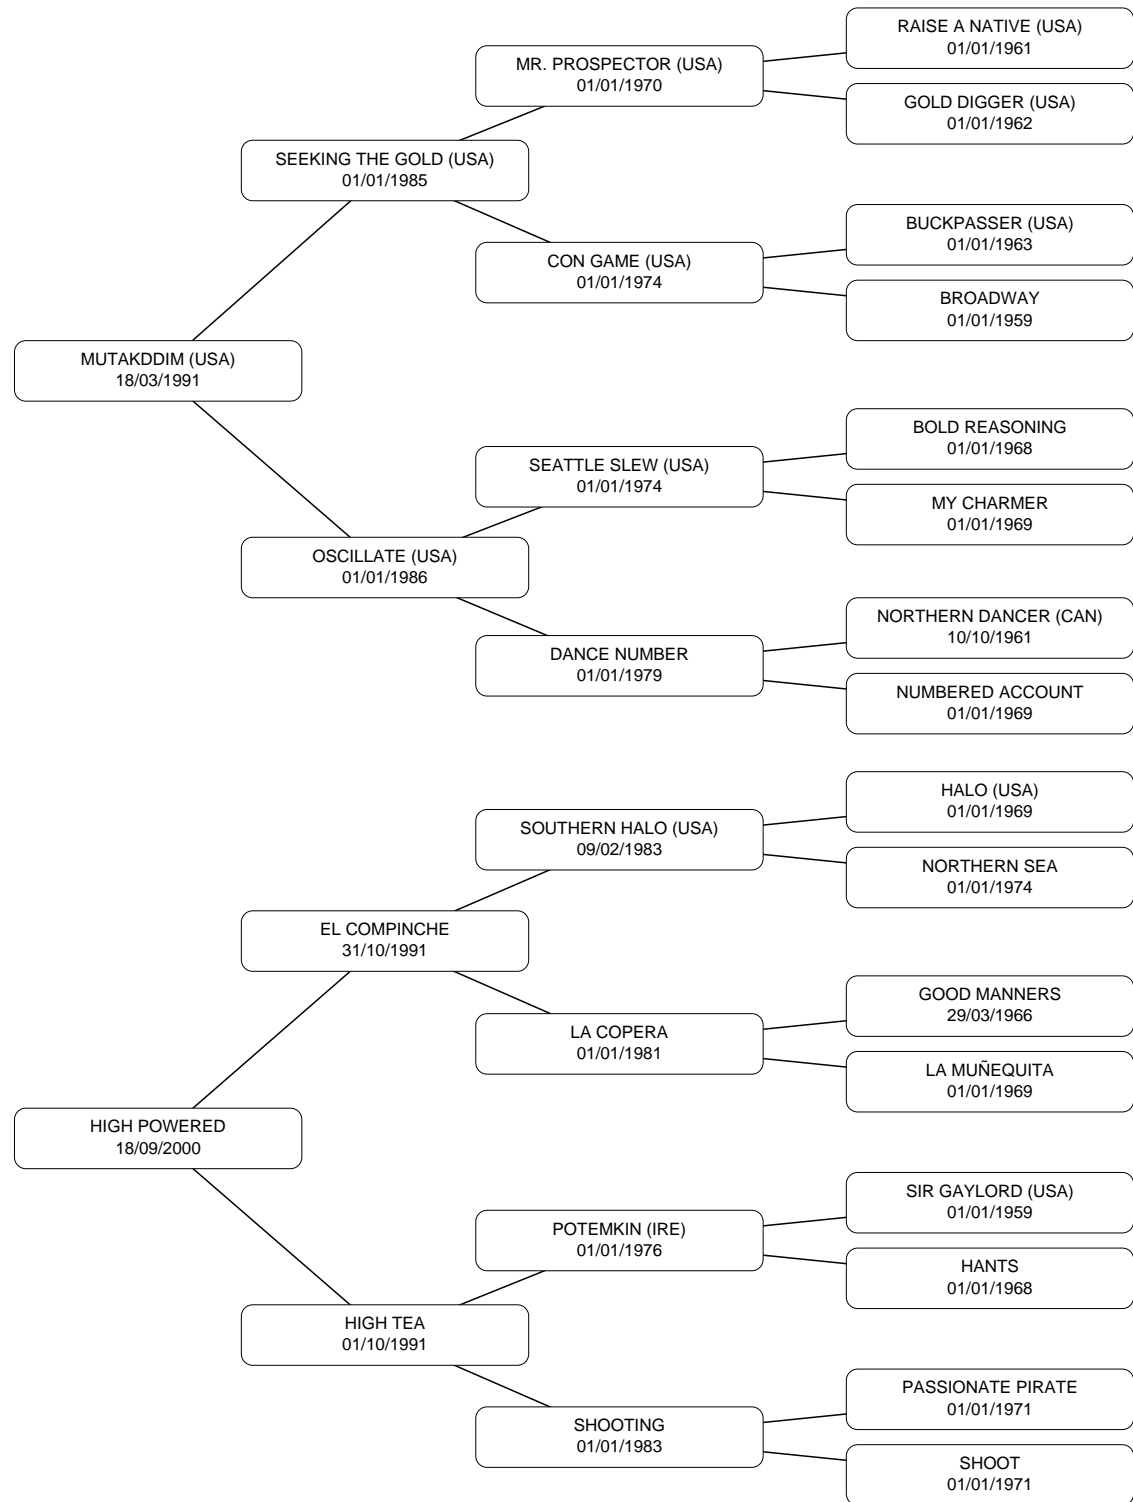 RAISE A NATIVE (USA)
01/01/1961
MR. PROSPECTOR (USA)
01/01/1970
GOLD DIGGER (USA)
01/01/1962
SEEKING THE GOLD (USA)
01/01/1985
BUCKPASSER (USA)
01/01/1963
CON GAME (USA)
01/01/1974
BROADWAY
01/01/1959
MUTAKDDIM (USA)
18/03/1991
BOLD REASONING
01/01/1968
SEATTLE SLEW (USA)
01/01/1974
MY CHARMER
01/01/1969
OSCILLATE (USA)
01/01/1986
NORTHERN DANCER (CAN)
10/10/1961
DANCE NUMBER
01/01/1979
NUMBERED ACCOUNT
01/01/1969
HALO (USA)
01/01/1969
SOUTHERN HALO (USA)
09/02/1983
NORTHERN SEA
01/01/1974
EL COMPINCHE
31/10/1991
GOOD MANNERS
29/03/1966
LA COPERA
01/01/1981
LA MUÑEQUITA
01/01/1969
HIGH POWERED
18/09/2000
SIR GAYLORD (USA)
01/01/1959
POTEMKIN (IRE)
01/01/1976
HANTS
01/01/1968
HIGH TEA
01/10/1991
PASSIONATE PIRATE
01/01/1971
SHOOTING
01/01/1983
SHOOT
01/01/1971